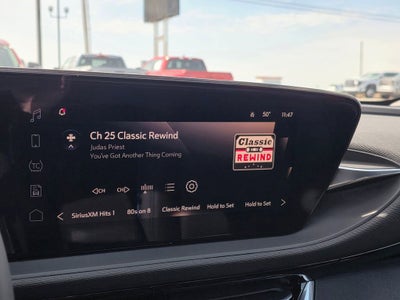 50° 11:47
Ch 25 Classic Rewind
Judas Priest
You've Got Another Thing Coming
Classic
REWIND
TC
CH CH
SiriusXM Hits 1 80s on 8 Classic Rewind Hold to Set Hold to Set